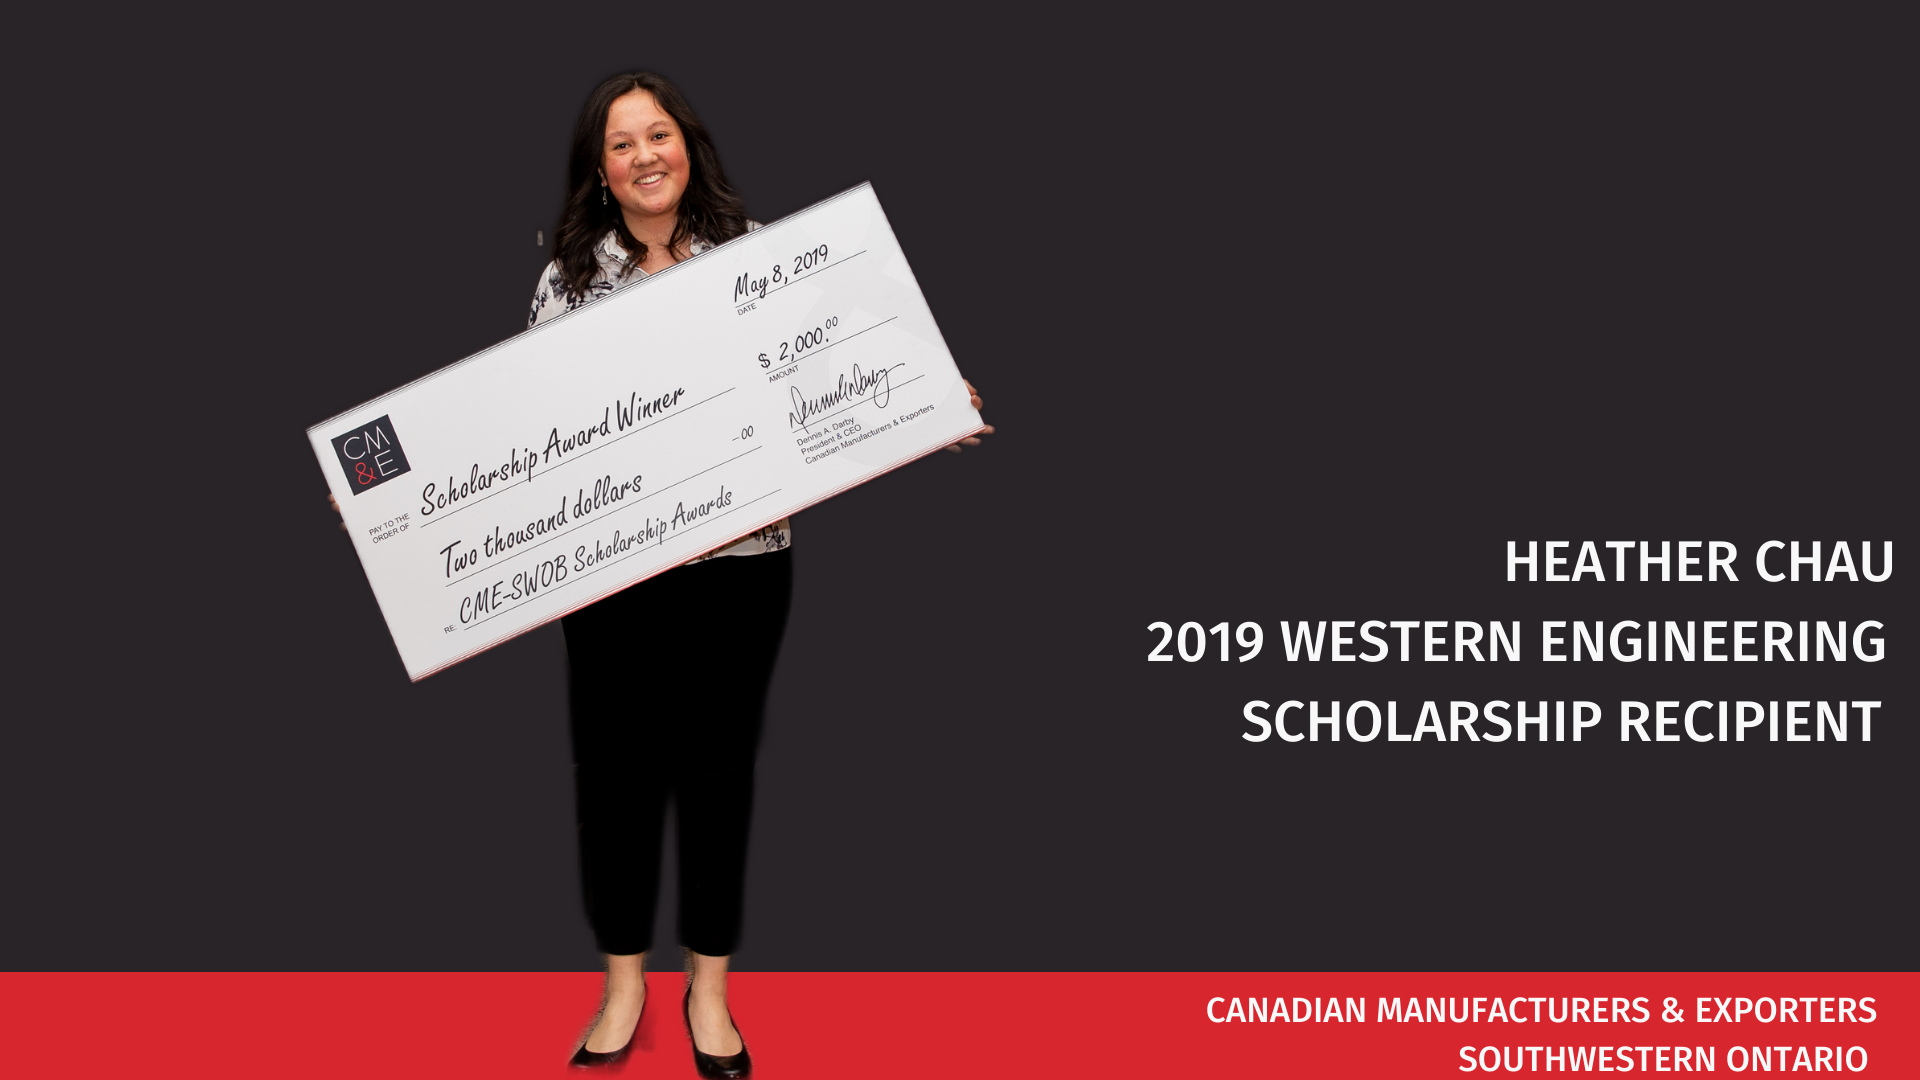 CM
&E
May 8, 2019
DATE
$ 2,000.00
AMOUNT
Dennis A. Darby
President & CEO
Canadian Manufacturers & Exporters
PAY TO THE
ORDER OF
Scholarship Award Winner
Two thousand dollars -00
RE: CME-SWOB Scholarship Awards
HEATHER CHAU
2019 WESTERN ENGINEERING
SCHOLARSHIP RECIPIENT
CANADIAN MANUFACTURERS & EXPORTERS
SOUTHWESTERN ONTARIO